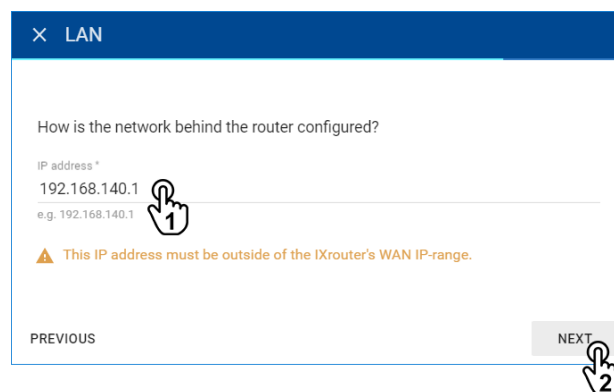 LAN
How is the network behind the router configured?
IP address *
192.168.140.1
e.g. 192.168.140.1
1
This IP address must be outside of the IXrouter's WAN IP-range.
PREVIOUS
NEXT
2